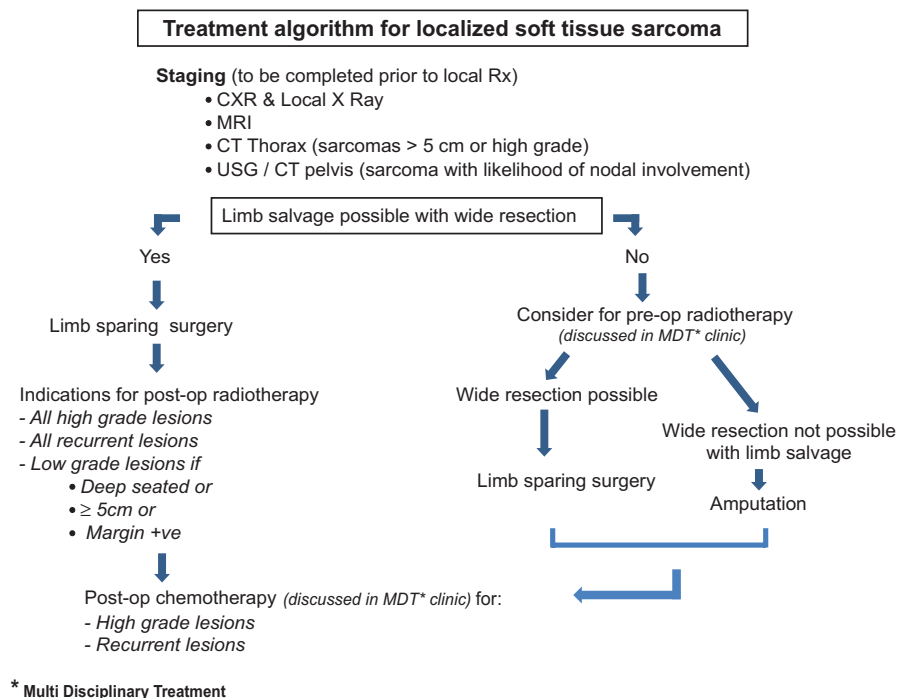 Treatment algorithm for localized soft tissue sarcoma
Staging (to be completed prior to local Rx)
• CXR & Local X Ray
• MRI
• CT Thorax (sarcomas > 5 cm or high grade)
• USG / CT pelvis (sarcoma with likelihood of nodal involvement)
Limb salvage possible with wide resection
Yes
Limb sparing surgery
Indications for post-op radiotherapy
- All high grade lesions
- All recurrent lesions
- Low grade lesions if
• Deep seated or
• ≥ 5cm or
• Margin +ve
No
Consider for pre-op radiotherapy
(discussed in MDT* clinic)
Wide resection possible
Limb sparing surgery
Wide resection not possible
with limb salvage
Amputation
Post-op chemotherapy (discussed in MDT* clinic) for:
- High grade lesions
- Recurrent lesions
* Multi Disciplinary Treatment